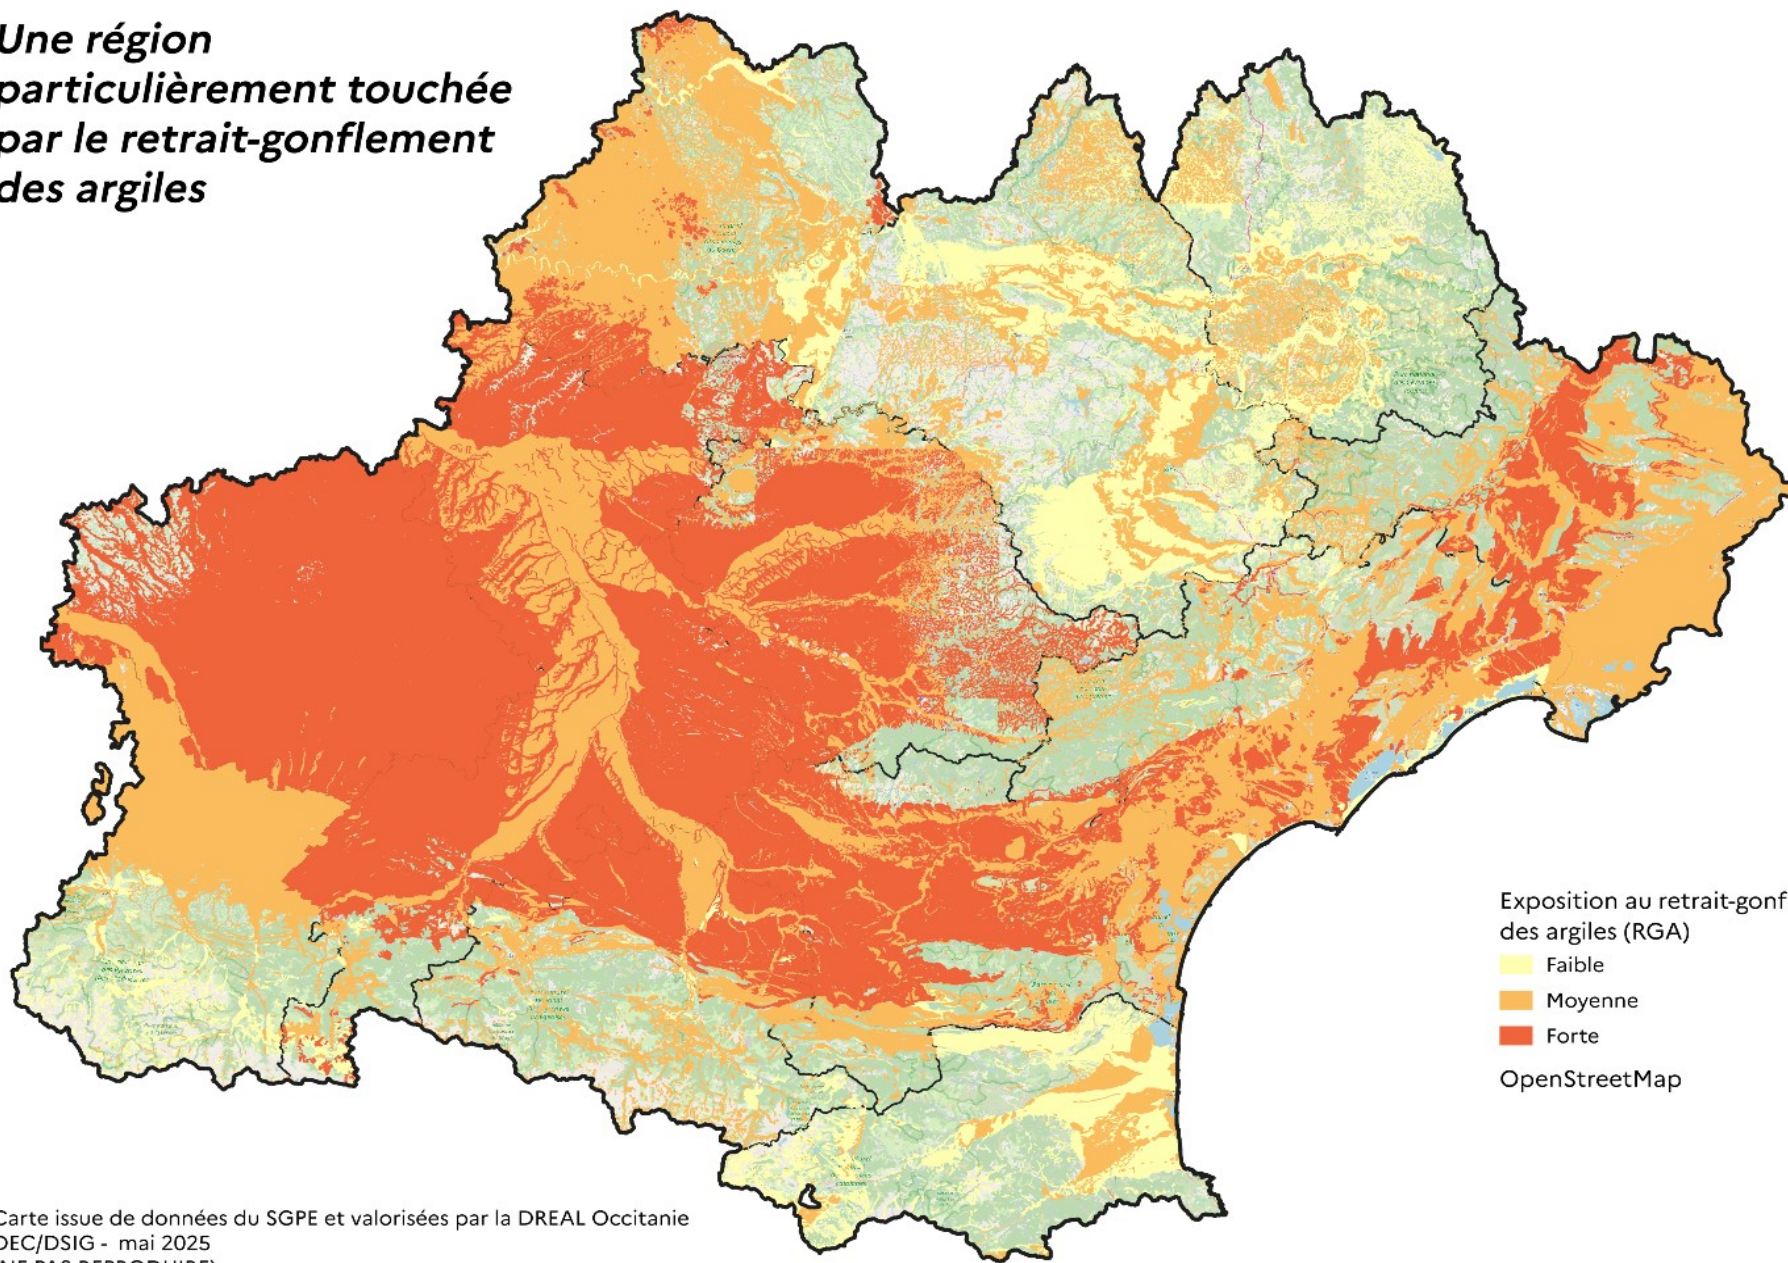 Une région
particulièrement touchée
par le retrait-gonflement
des argiles
Exposition au retrait-gonf
des argiles (RGA)
Faible
Moyenne
Forte
OpenStreetMap
Carte issue de données du SGPE et valorisées par la DREAL Occitanie
DEC/DSIG - mai 2025